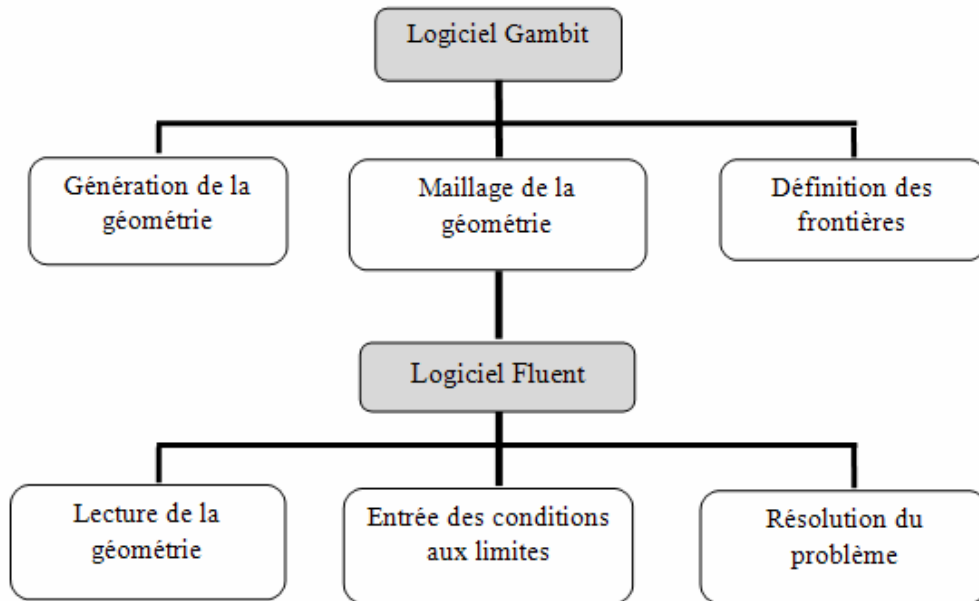 Logiciel Gambit
Génération de la
géométrie
Maillage de la
géométrie
Définition des
frontières
Logiciel Fluent
Lecture de la
géométrie
Entrée des conditions
aux limites
Résolution du
problème